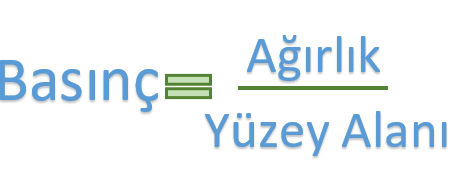 Ağırlık
Basınç =
Yüzey Alanı